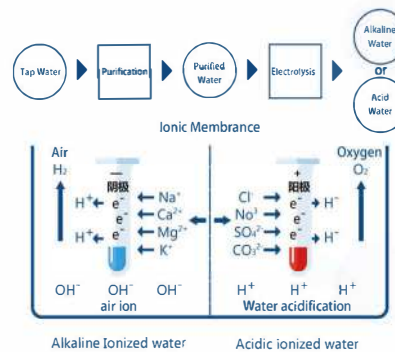 Tap Water
Purification
Purified
Water
Electrolysis
Alkaline
Water
or
Acid
Water
Ionic Membrance
Air
H₂
Oxygen
O₂
—
阴极
+
阳极
H⁺ e⁻ Na⁺
e⁻ Ca²⁺
H⁺ e⁻ Mg²⁺
K⁺
Cl⁻ e⁻ H⁻
No³ e⁻
SO₄²⁻ e⁻ H⁻
CO₃²⁻
OH⁻ OH⁻ OH⁻
H⁺ H⁺ H⁺
air ion
Water acidification
Alkaline Ionized water
Acidic ionized water